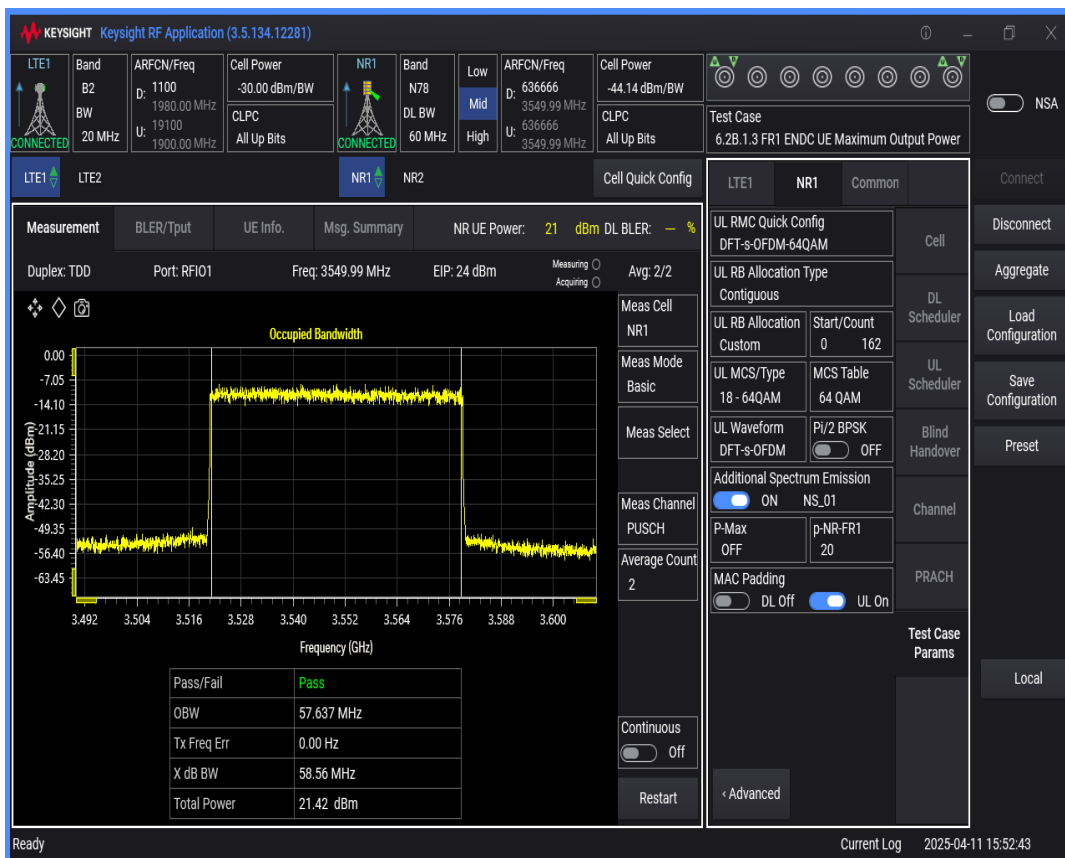 KEYSIGHT Keysight RF Application (3.5.134.12281)
LTE1
CONNECTED
Band
B2
BW
20 MHz
ARFCN/Freq
D: 1100
1980.00 MHz
U: 19100
1900.00 MHz
Cell Power
-30.00 dBm/BW
CLPC
All Up Bits
NR1
CONNECTED
Band
N78
DL BW
60 MHz
Low
Mid
High
ARFCN/Freq
D: 636666
3549.99 MHz
U: 636666
3549.99 MHz
Cell Power
-44.14 dBm/BW
CLPC
All Up Bits
Test Case
6.2B.1.3 FR1 ENDC UE Maximum Output Power
NSA
LTE1 LTE2 NR1 NR2 Cell Quick Config
Measurement BLER/Tput UE Info. Msg. Summary NR UE Power: 21 dBm DL BLER: — %
Duplex: TDD Port: RFIO1 Freq: 3549.99 MHz EIP: 24 dBm Measuring Avg: 2/2
Acquiring
Occupied Bandwidth
Amplitude (dBm)
0.00
-7.05
-14.10
-21.15
-28.20
-35.25
-42.30
-49.35
-56.40
-63.45
3.492 3.504 3.516 3.528 3.540 3.552 3.564 3.576 3.588 3.600
Frequency (GHz)
Pass/Fail Pass
OBW 57.637 MHz
Tx Freq Err 0.00 Hz
X dB BW 58.56 MHz
Total Power 21.42 dBm
Meas Cell
NR1
Meas Mode
Basic
Meas Select
Meas Channel
PUSCH
Average Count
2
Continuous
Off
Restart
LTE1 NR1 Common
UL RMC Quick Config
DFT-s-OFDM-64QAM
UL RB Allocation Type
Contiguous
UL RB Allocation Start/Count
Custom 0 162
UL MCS/Type MCS Table
18 - 64QAM 64 QAM
UL Waveform Pi/2 BPSK
DFT-s-OFDM OFF
Additional Spectrum Emission
ON NS_01
P-Max p-NR-FR1
OFF 20
MAC Padding
DL Off UL On
‹ Advanced
Cell
DL
Scheduler
UL
Scheduler
Blind
Handover
Channel
PRACH
Test Case
Params
Connect
Disconnect
Aggregate
Load
Configuration
Save
Configuration
Preset
Local
Ready Current Log 2025-04-11 15:52:43